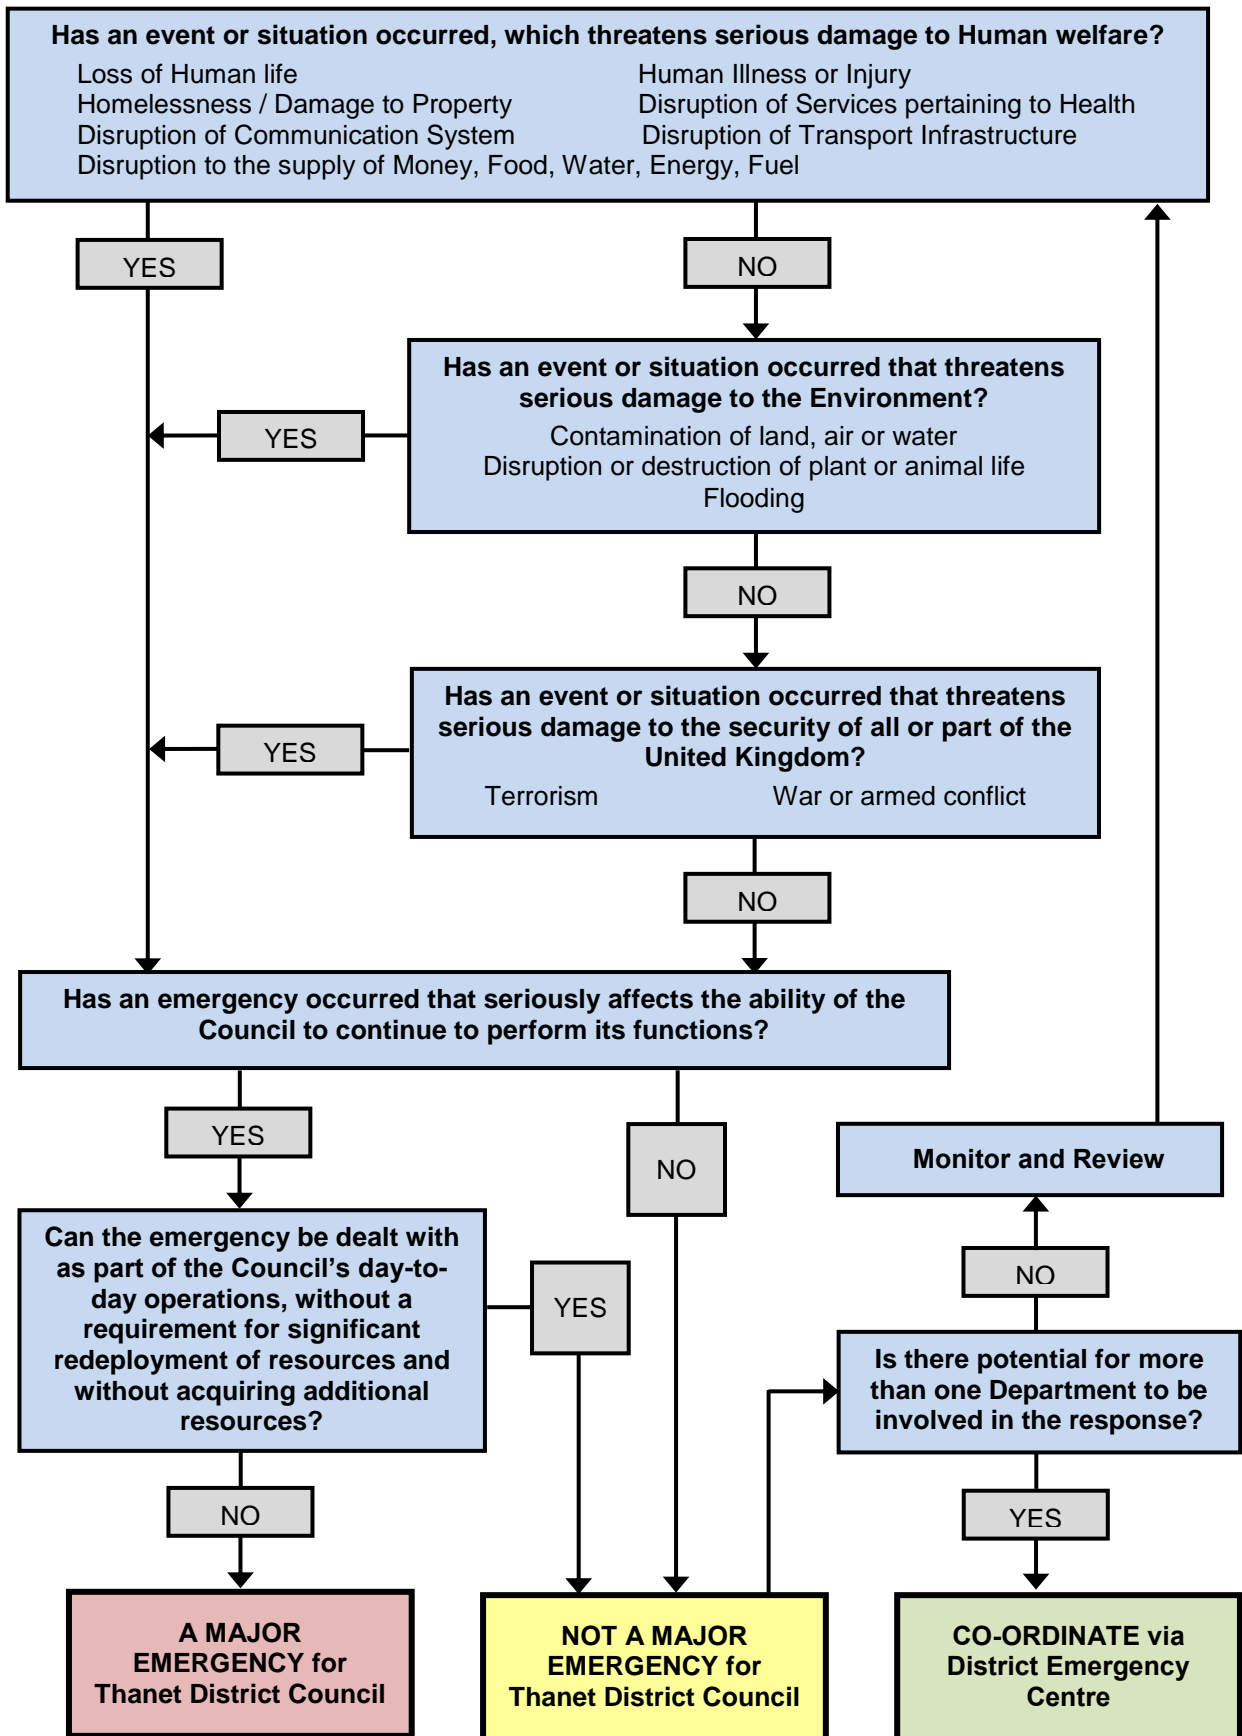 Has an event or situation occurred, which threatens serious damage to Human welfare?
Loss of Human life
Human Illness or Injury
Homelessness / Damage to Property
Disruption of Services pertaining to Health
Disruption of Communication System
Disruption of Transport Infrastructure
Disruption to the supply of Money, Food, Water, Energy, Fuel
YES
NO
Has an event or situation occurred that threatens
serious damage to the Environment?
Contamination of land, air or water
Disruption or destruction of plant or animal life
Flooding
YES
NO
Has an event or situation occurred that threatens
serious damage to the security of all or part of the
United Kingdom?
Terrorism
War or armed conflict
YES
NO
Has an emergency occurred that seriously affects the ability of the
Council to continue to perform its functions?
YES
NO
Can the emergency be dealt with
as part of the Council's day-to-
day operations, without a
requirement for significant
redeployment of resources and
without acquiring additional
resources?
YES
NO
A MAJOR
EMERGENCY for
Thanet District Council
NOT A MAJOR
EMERGENCY for
Thanet District Council
Monitor and Review
NO
Is there potential for more
than one Department to be
involved in the response?
YES
CO-ORDINATE via
District Emergency
Centre